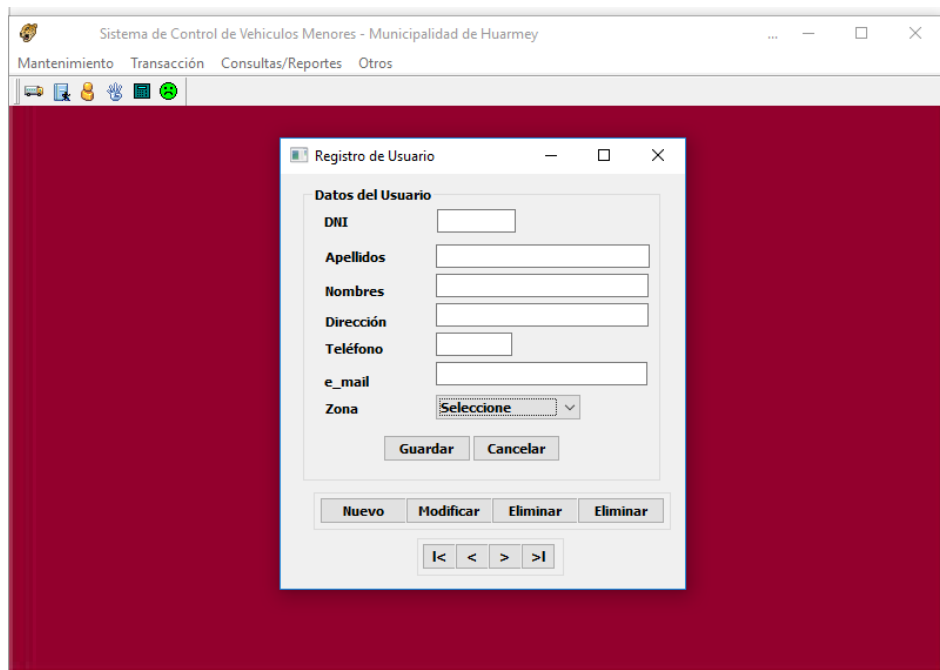 Sistema de Control de Vehiculos Menores - Municipalidad de Huarmey ...
Mantenimiento Transacción Consultas/Reportes Otros
Registro de Usuario
Datos del Usuario
DNI
Apellidos
Nombres
Dirección
Teléfono
e_mail
Zona Seleccione
Guardar Cancelar
Nuevo Modificar Eliminar Eliminar
I< < > >I